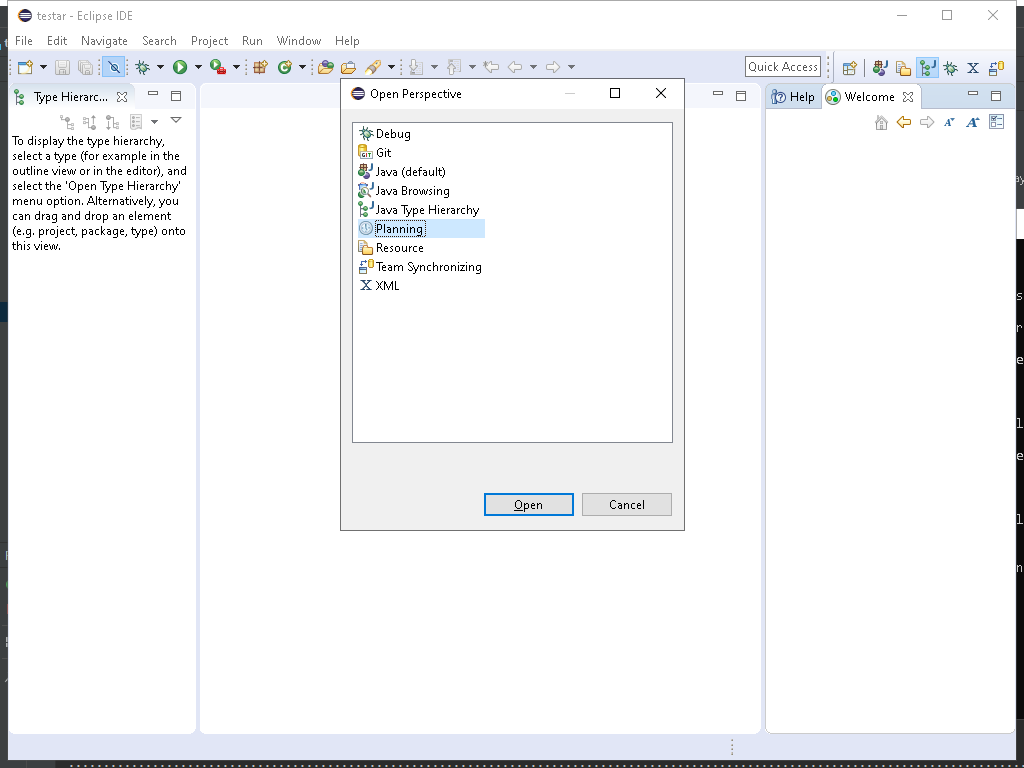 testar - Eclipse IDE
File Edit Navigate Search Project Run Window Help
Quick Access
Type Hierarc...
To display the type hierarchy,
select a type (for example in the
outline view or in the editor), and
select the 'Open Type Hierarchy'
menu option. Alternatively, you
can drag and drop an element
(e.g. project, package, type) onto
this view.
Open Perspective
Debug
Git
Java (default)
Java Browsing
Java Type Hierarchy
Planning
Resource
Team Synchronizing
XML
Open Cancel
Help Welcome